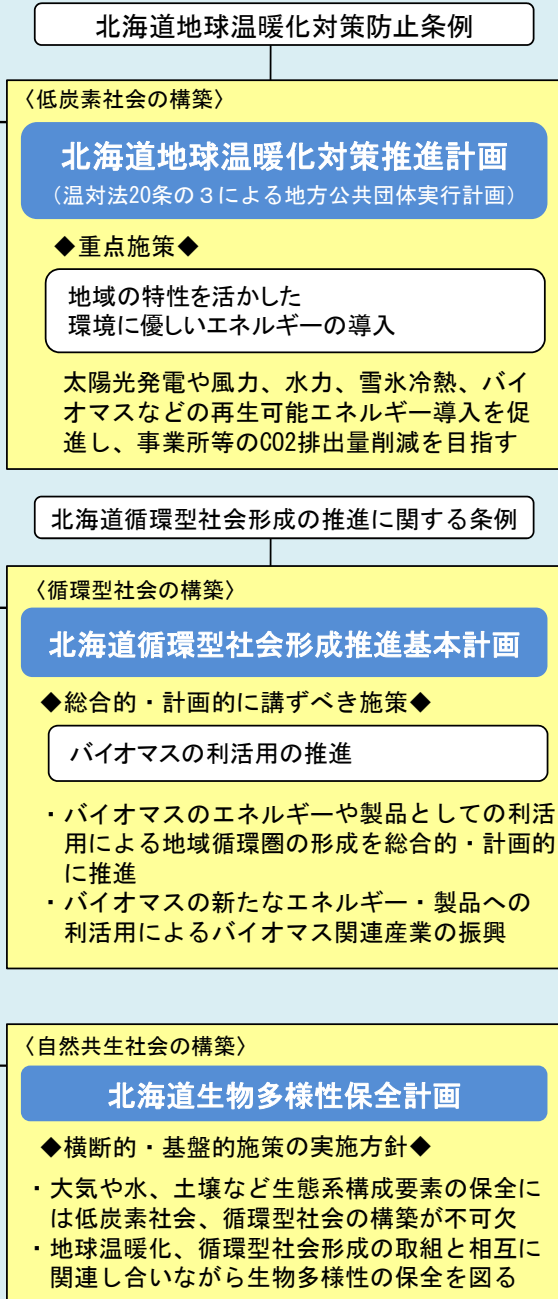 北海道地球温暖化対策防止条例
〈低炭素社会の構築〉
北海道地球温暖化対策推進計画
（温対法20条の３による地方公共団体実行計画）
◆重点施策◆
地域の特性を活かした
環境に優しいエネルギーの導入
太陽光発電や風力、水力、雪氷冷熱、バイ
オマスなどの再生可能エネルギー導入を促
進し、事業所等のCO2排出量削減を目指す
北海道循環型社会形成の推進に関する条例
〈循環型社会の構築〉
北海道循環型社会形成推進基本計画
◆総合的・計画的に講ずべき施策◆
バイオマスの利活用の推進
・バイオマスのエネルギーや製品としての利活
用による地域循環圏の形成を総合的・計画的
に推進
・バイオマスの新たなエネルギー・製品への
利活用によるバイオマス関連産業の振興
〈自然共生社会の構築〉
北海道生物多様性保全計画
◆横断的・基盤的施策の実施方針◆
・大気や水、土壌など生態系構成要素の保全に
は低炭素社会、循環型社会の構築が不可欠
・地球温暖化、循環型社会形成の取組と相互に
関連し合いながら生物多様性の保全を図る